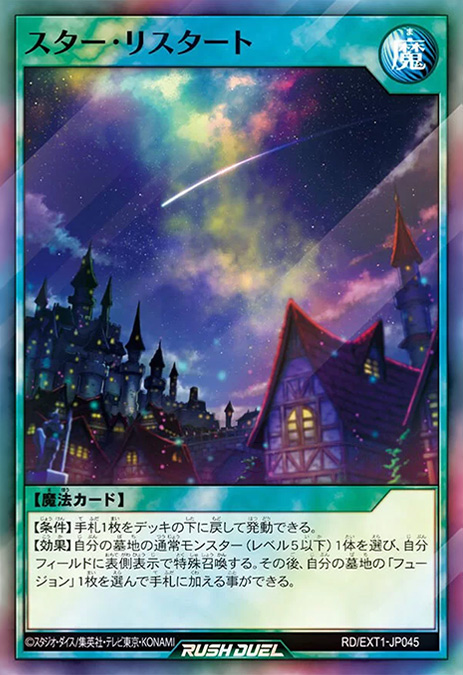 スター・リスタート
魔
ま
【魔法カード】
【条件】手札1枚をデッキの下に戻して発動できる。
【効果】自分の墓地の通常モンスター（レベル5以下）1体を選び、自分
フィールドに表側表示で特殊召喚する。その後、自分の墓地の「フュー
ジョン」1枚を選んで手札に加える事ができる。
©スタジオ・ダイス/集英社・テレビ東京・KONAMI
RUSH DUEL
RD/EXT1-JP045